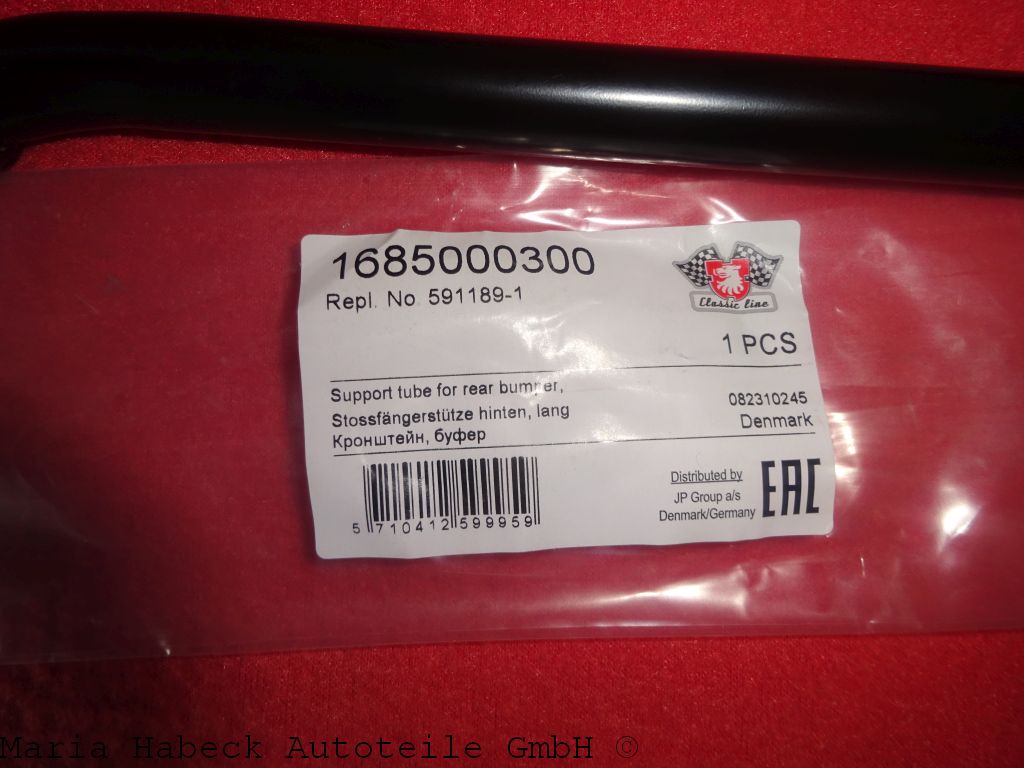 1685000300
Repl. No. 591189-1
Classic line
1 PCS
Support tube for rear bumper,
Stossfängerstütze hinten, lang
Кронштейн, буфер
082310245
Denmark
5 710412 599959
Distributed by
JP Group a/s
Denmark/Germany
EAC
Maria Habeck Autoteile GmbH ©